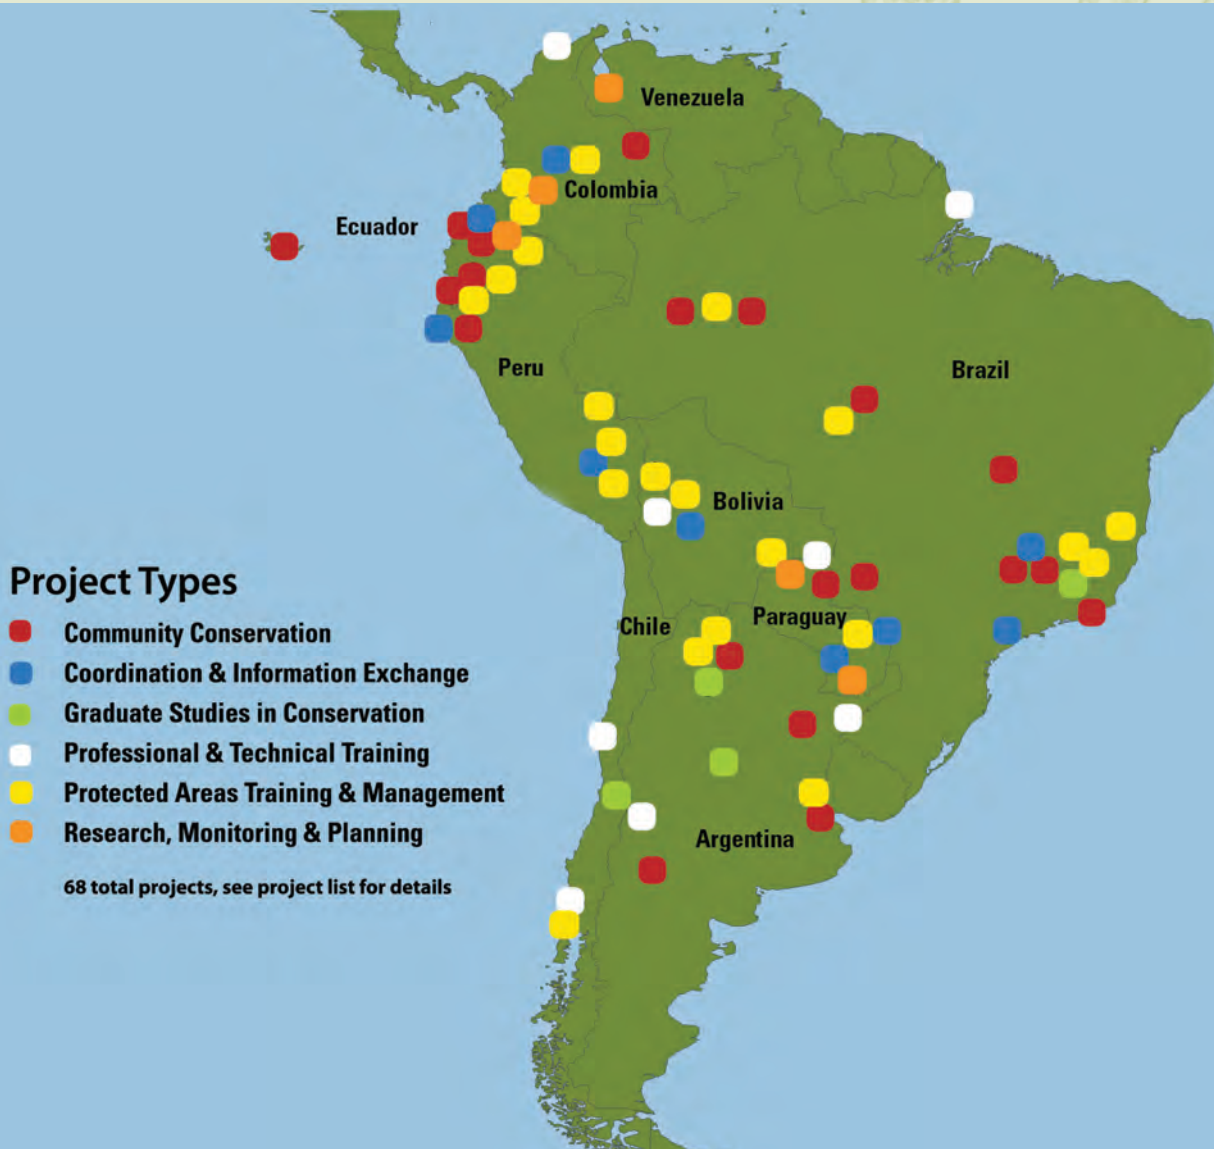 Venezuela
Colombia
Ecuador
Peru
Brazil
Bolivia
Project Types
Chile
Paraguay
Community Conservation
Coordination & Information Exchange
Graduate Studies in Conservation
Professional & Technical Training
Protected Areas Training & Management
Research, Monitoring & Planning
Argentina
68 total projects, see project list for details